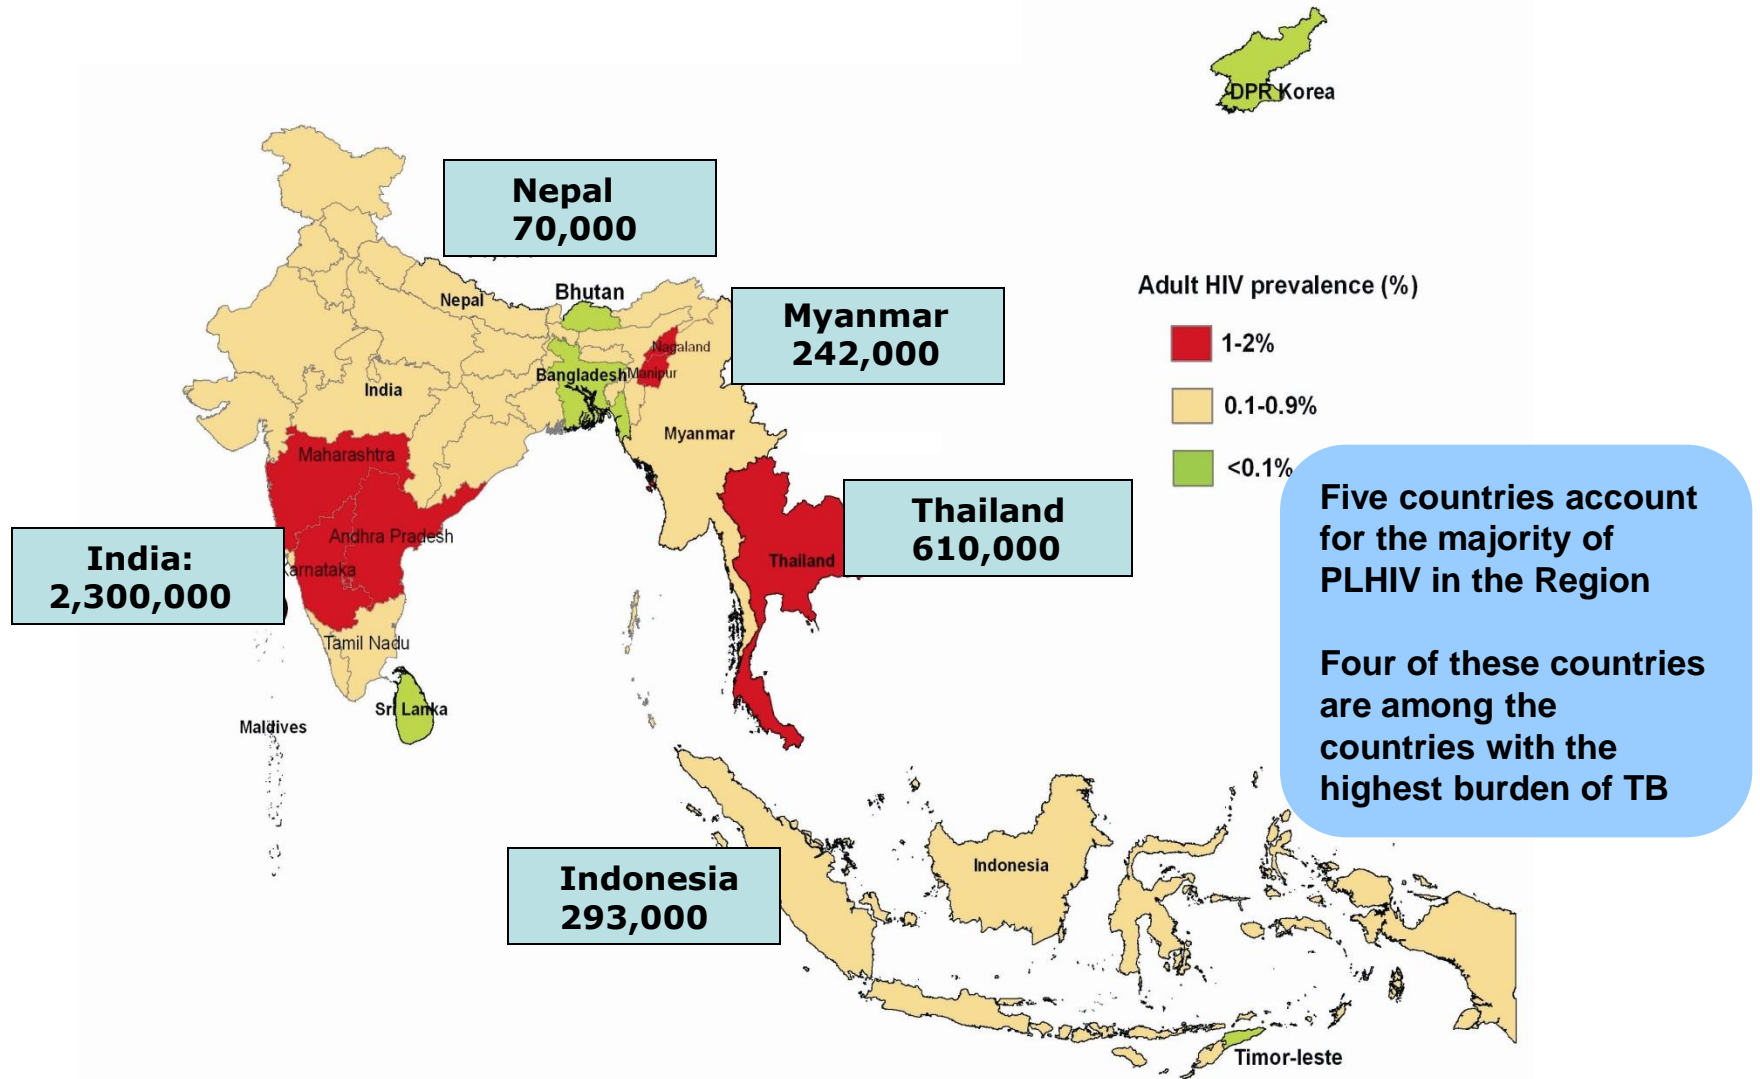 DPR Korea
Nepal
70,000
Adult HIV prevalence (%)
1-2%
0.1-0.9%
<0.1%
Nepal
Bhutan
Myanmar
242,000
Nagaland
Bangladesh
Manipur
India
Myanmar
Maharashtra
Thailand
610,000
Andhra Pradesh
Thailand
India:
2,300,000
arnataka
Tamil Nadu
Sri Lanka
Maldives
Five countries account
for the majority of
PLHIV in the Region
Four of these countries
are among the
countries with the
highest burden of TB
Indonesia
Indonesia
293,000
Timor-leste